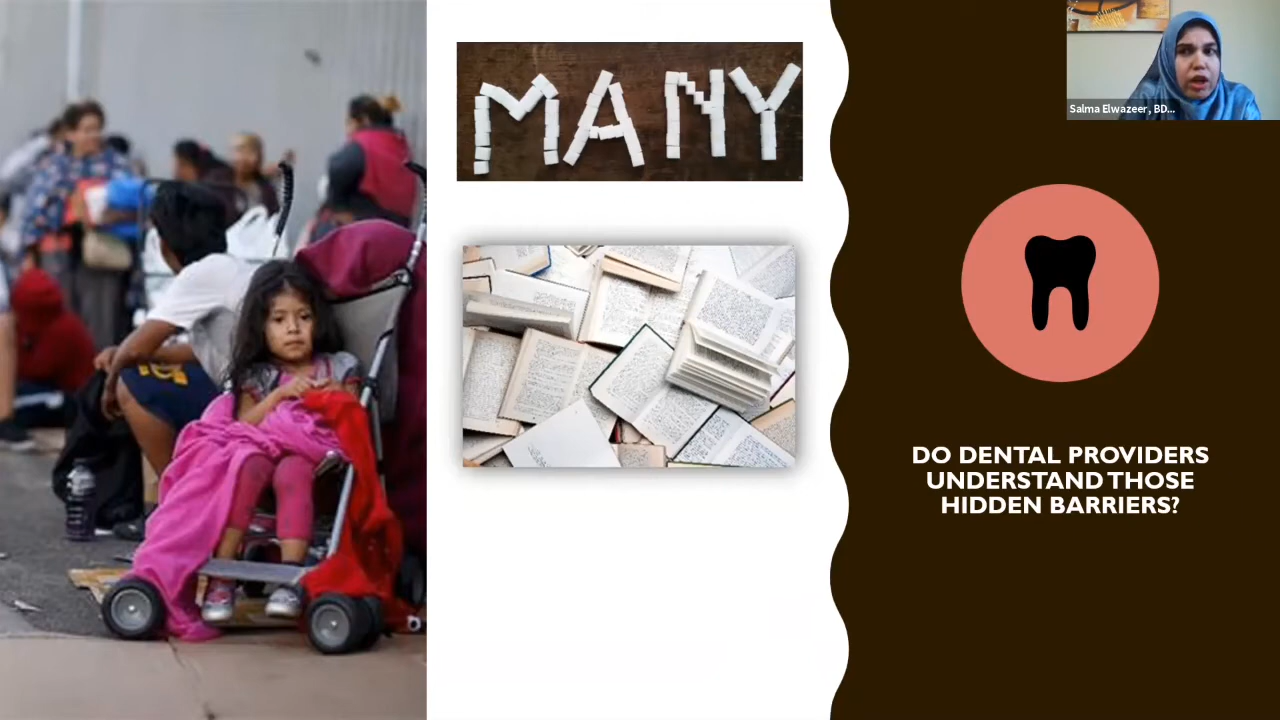 MANY
Salma Elwazeer, BD...
DO DENTAL PROVIDERS
UNDERSTAND THOSE
HIDDEN BARRIERS?